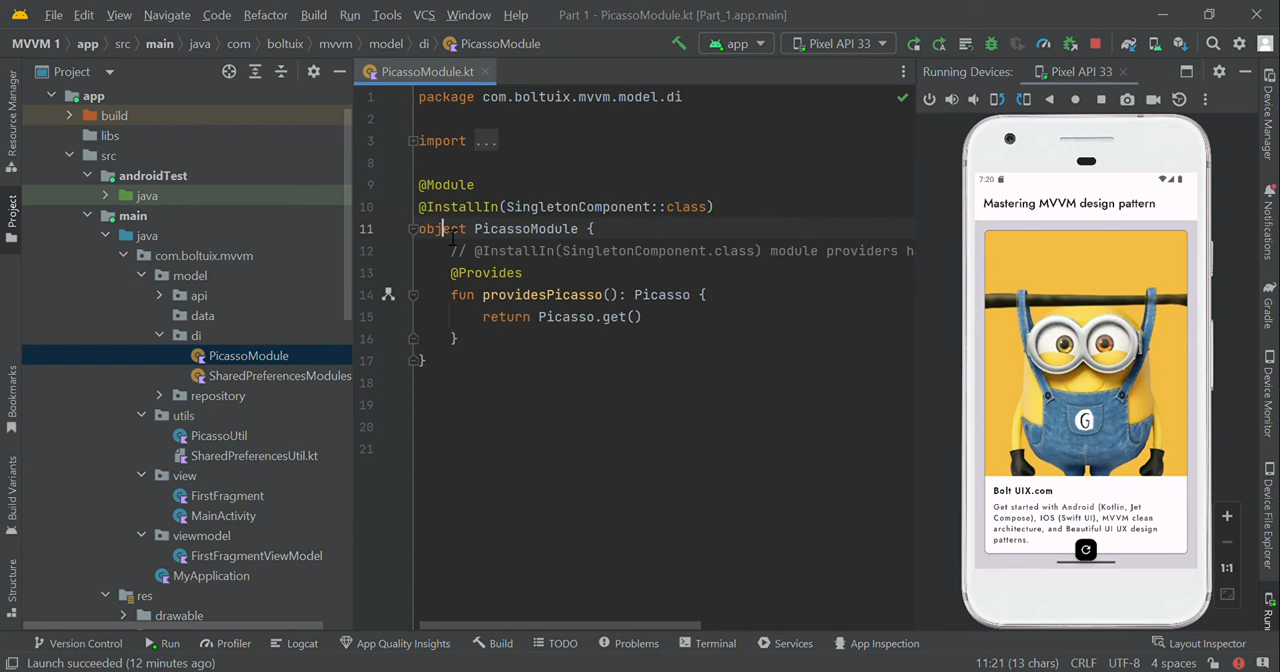 File Edit View Navigate Code Refactor Build Run Tools VCS Window Help Part 1 - PicassoModule.kt [Part_1.app.main]
MVVM 1 app src main java com boltuix mvvm model di PicassoModule app Pixel API 33
Project PicassoModule.kt Running Devices: Pixel API 33
Resource Manager
Project
Bookmarks
Build Variants
Structure
app
build
libs
src
androidTest
java
main
java
com.boltuix.mvvm
model
api
data
di
PicassoModule
SharedPreferencesModules
repository
utils
PicassoUtil
SharedPreferencesUtil.kt
view
FirstFragment
MainActivity
viewmodel
FirstFragmentViewModel
MyApplication
res
drawable
1 package com.boltuix.mvvm.model.di
2
3 import ...
8
9 @Module
10 @InstallIn(SingletonComponent::class)
11 object PicassoModule {
12 // @InstallIn(SingletonComponent.class) module providers h
13 @Provides
14 fun providesPicasso(): Picasso {
15 return Picasso.get()
16 }
17 }
18
19
20
21
7:20
Mastering MVVM design pattern
G
Bolt UIX.com
Get started with Android (Kotlin, Jet
Compose), IOS (Swift UI), MVVM clean
architecture, and Beautiful UI UX design
patterns.
1:1
Device Manager
Notifications
Gradle
Device Monitor
Device File Explorer
Version Control Run Profiler Logcat App Quality Insights Build TODO Problems Terminal Services App Inspection Layout Inspector
Launch succeeded (12 minutes ago) 11:21 (13 chars) CRLF UTF-8 4 spaces